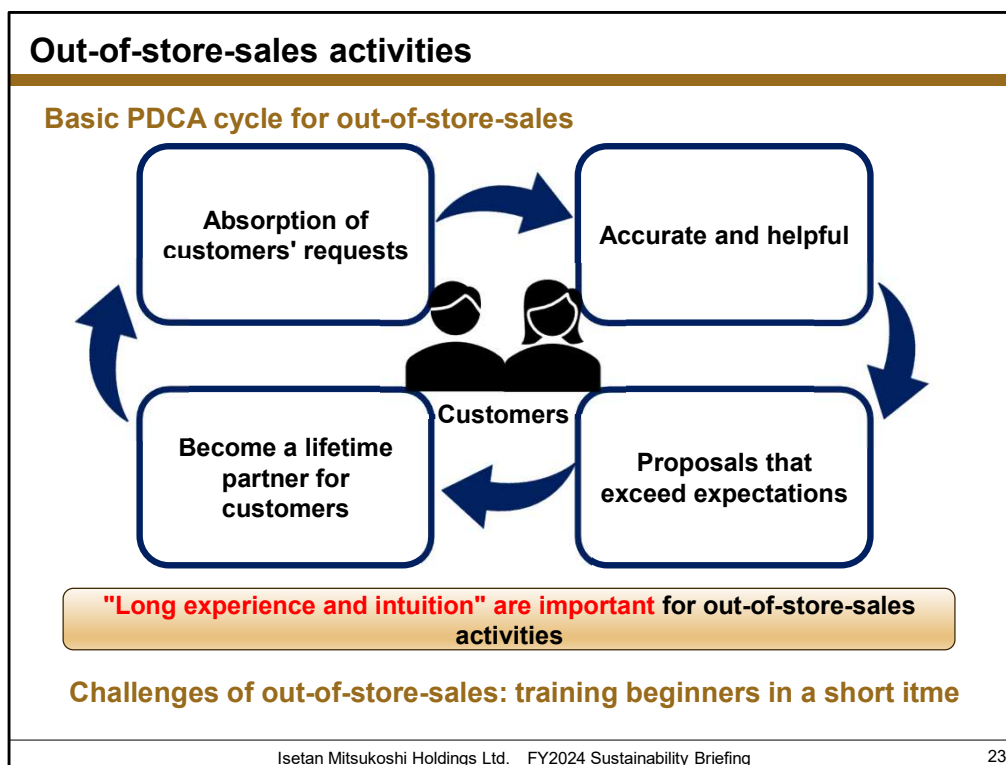 Out-of-store-sales activities
Basic PDCA cycle for out-of-store-sales
Absorption of
customers' requests
Accurate and helpful
Customers
Become a lifetime
partner for
customers
Proposals that
exceed expectations
"Long experience and intuition" are important for out-of-store-sales
activities
Challenges of out-of-store-sales: training beginners in a short itme
Isetan Mitsukoshi Holdings Ltd. FY2024 Sustainability Briefing
23